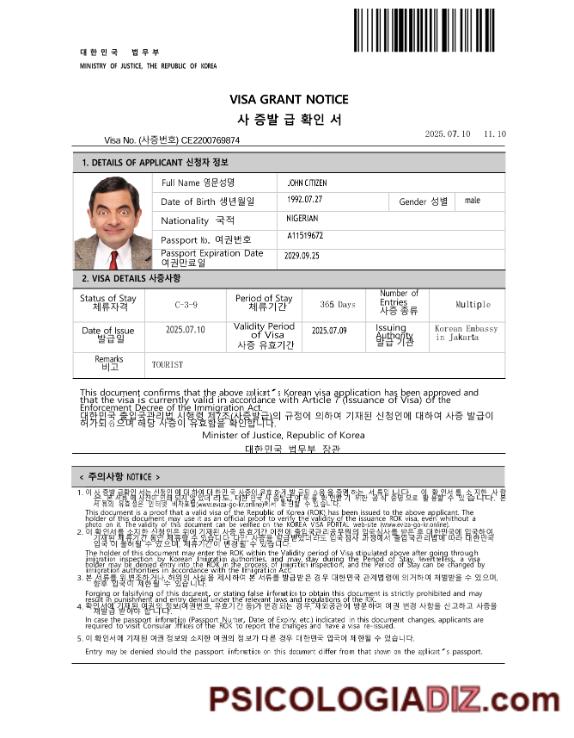 대한민국 법무부
MINISTRY OF JUSTICE, THE REPUBLIC OF KOREA
VISA GRANT NOTICE
사 증발 급 확인 서
Visa No. (사증번호) CE2200769874
2025.07.10 11.10
1. DETAILS OF APPLICANT 신청자 정보
Full Name 영문성명 JOHN CITIZEN
Date of Birth 생년월일 1992.07.27 Gender 성별 male
Nationality 국적 NIGERIAN
Passport No. 여권번호 A11519672
Passport Expiration Date 2029.09.25
여권만료일
2. VISA DETAILS 사증사항
Status of Stay
체류자격
C-3-9
Period of Stay
체류기간
365 Days
Number of
Entries
사증 종류
Multiple
Date of Issue
발급일
2025.07.10
Validity Period
of Visa
사증 유효기간
2025.07.09
Issuing
Authority
발급 기관
Korean Embassy
in Jakarta
Remarks
비고
TOURIST
This document confirms that the above Korean visa application has been approved and
that the visa is currently valid in accordance with Article 7 (Issuance of Visa) of the
Enforcement Decree of the Immigration Act.
대한민국 출입국관리법 시행령 제7조(사증발급)의 규정에 의하여 기재된 신청인에 대하여 사증 발급이
허가되 으며 해당 사증이 유효함을 확인합니다.
Minister of Justice, Republic of Korea
대한민국 법무부 장관
< 주의사항 NOTICE >
This document is a proof that a valid visa of the Republic of Korea (ROK) has been issued to the above applicant. The
holder of this document may use it as an official proof to verify the validity of the issuance ROK visa, even without a
photo on it. The validity of this document can be verified on the KOREA VISA PORTAL web-site (www.visa-go-kr.online)
The holder of this document may enter the ROK within the Validity period of Visa stipulated above after going through
immigration inspection by Korean Immigration authorities, and may stay during the Period of Stay, nevertheless, a visa
holder may be denied entry into the ROK in the process of immigration inspection, and the Period of Stay can be changed by
immigration authorities in accordance with the Immigration Act.
3. 본 서류를 위·변조하거나, 허위의 사실을 제시하여 본 서류를 발급받은 경우 대한민국 관계법령에 의거하여 처벌받을 수 있으며,
향후 입국이 제한될 수 있습니다.
Forging or falsifying of this document, or stating false information to obtain this document is strictly prohibited and may
result in punishment and entry denial under the relevant laws and regulations of the ROK.
4. 확인서에 기재된 여권의 정보(여권번호, 유효기간 등)가 변경되는 경우, 재외공관에 방문하여 여권 변경 사항을 신고하고 사증을
재발급 받아야 합니다.
In case the passport information (Passport Number, Date of Expiry, etc.) indicated in this document changes, applicants are
required to visit Consular offices of the ROK to report the changes and have a visa re-issued.
5. 이 확인서에 기재된 여권 정보와 소지한 여권의 정보가 다른 경우 대한민국 입국이 제한될 수 있습니다.
Entry may be denied should the passport information on this document differ from that shown on the passport.
PSICOLOGIADIZ.com